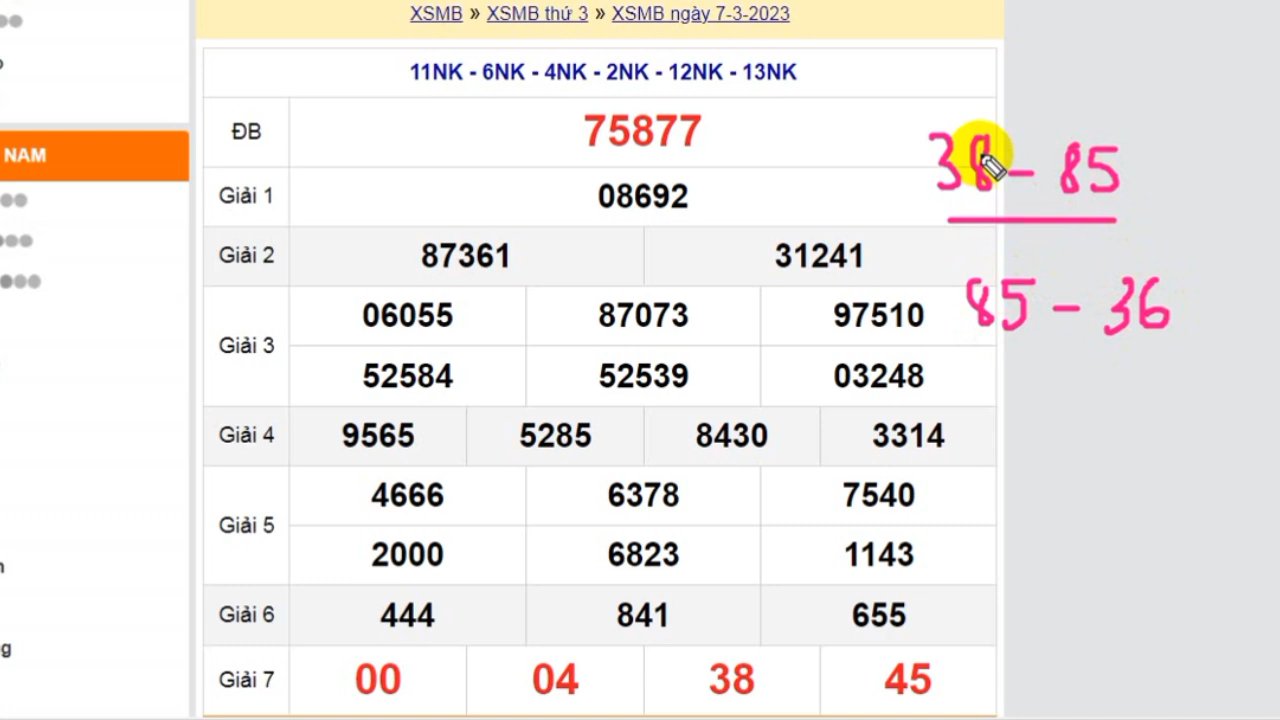 XSMB » XSMB thứ 3 » XSMB ngày 7-3-2023
NAM
11NK - 6NK - 4NK - 2NK - 12NK - 13NK
ĐB 75877
38 - 85
Giải 1 08692
Giải 2 87361 31241
85 - 36
Giải 3 06055 87073 97510
52584 52539 03248
Giải 4 9565 5285 8430 3314
Giải 5 4666 6378 7540
2000 6823 1143
Giải 6 444 841 655
Giải 7 00 04 38 45